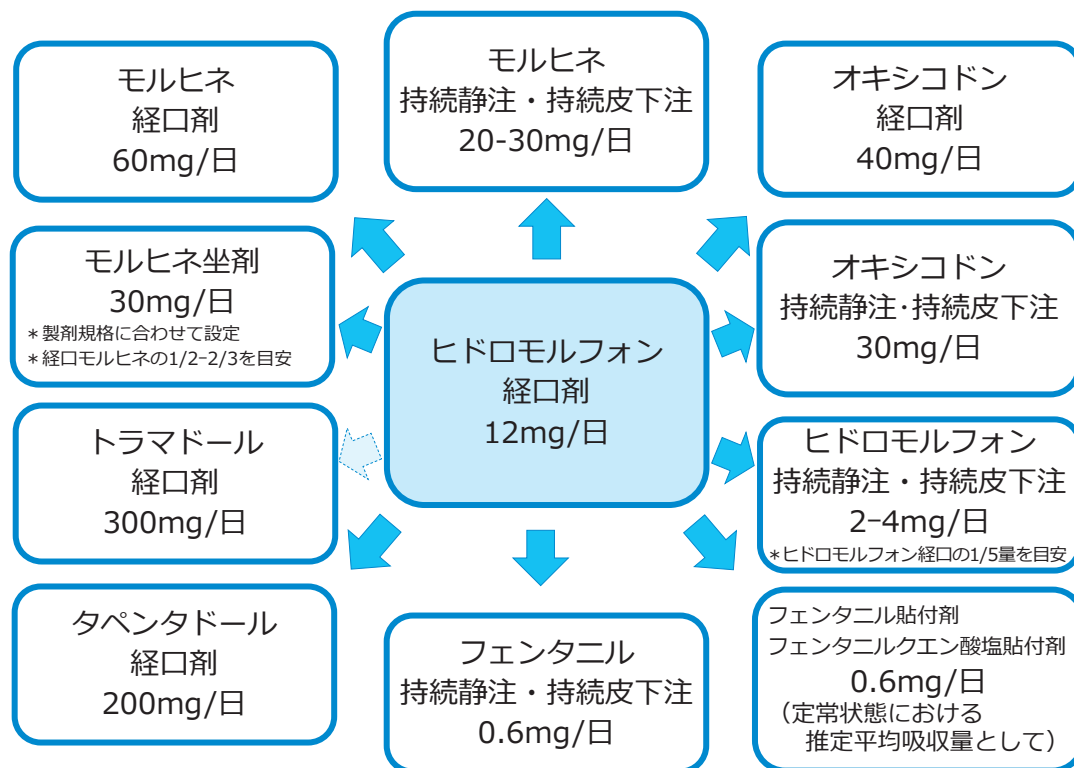 モルヒネ
経口剤
60mg/日
モルヒネ
持続静注・持続皮下注
20-30mg/日
オキシコドン
経口剤
40mg/日
モルヒネ坐剤
30mg/日
＊製剤規格に合わせて設定
＊経口モルヒネの1/2−2/3を目安
ヒドロモルフォン
経口剤
12mg/日
オキシコドン
持続静注･持続皮下注
30mg/日
トラマドール
経口剤
300mg/日
ヒドロモルフォン
持続静注・持続皮下注
2−4mg/日
＊ヒドロモルフォン経口の1/5量を目安
タペンタドール
経口剤
200mg/日
フェンタニル
持続静注・持続皮下注
0.6mg/日
フェンタニル貼付剤
フェンタニルクエン酸塩貼付剤
0.6mg/日
（定常状態における
推定平均吸収量として）